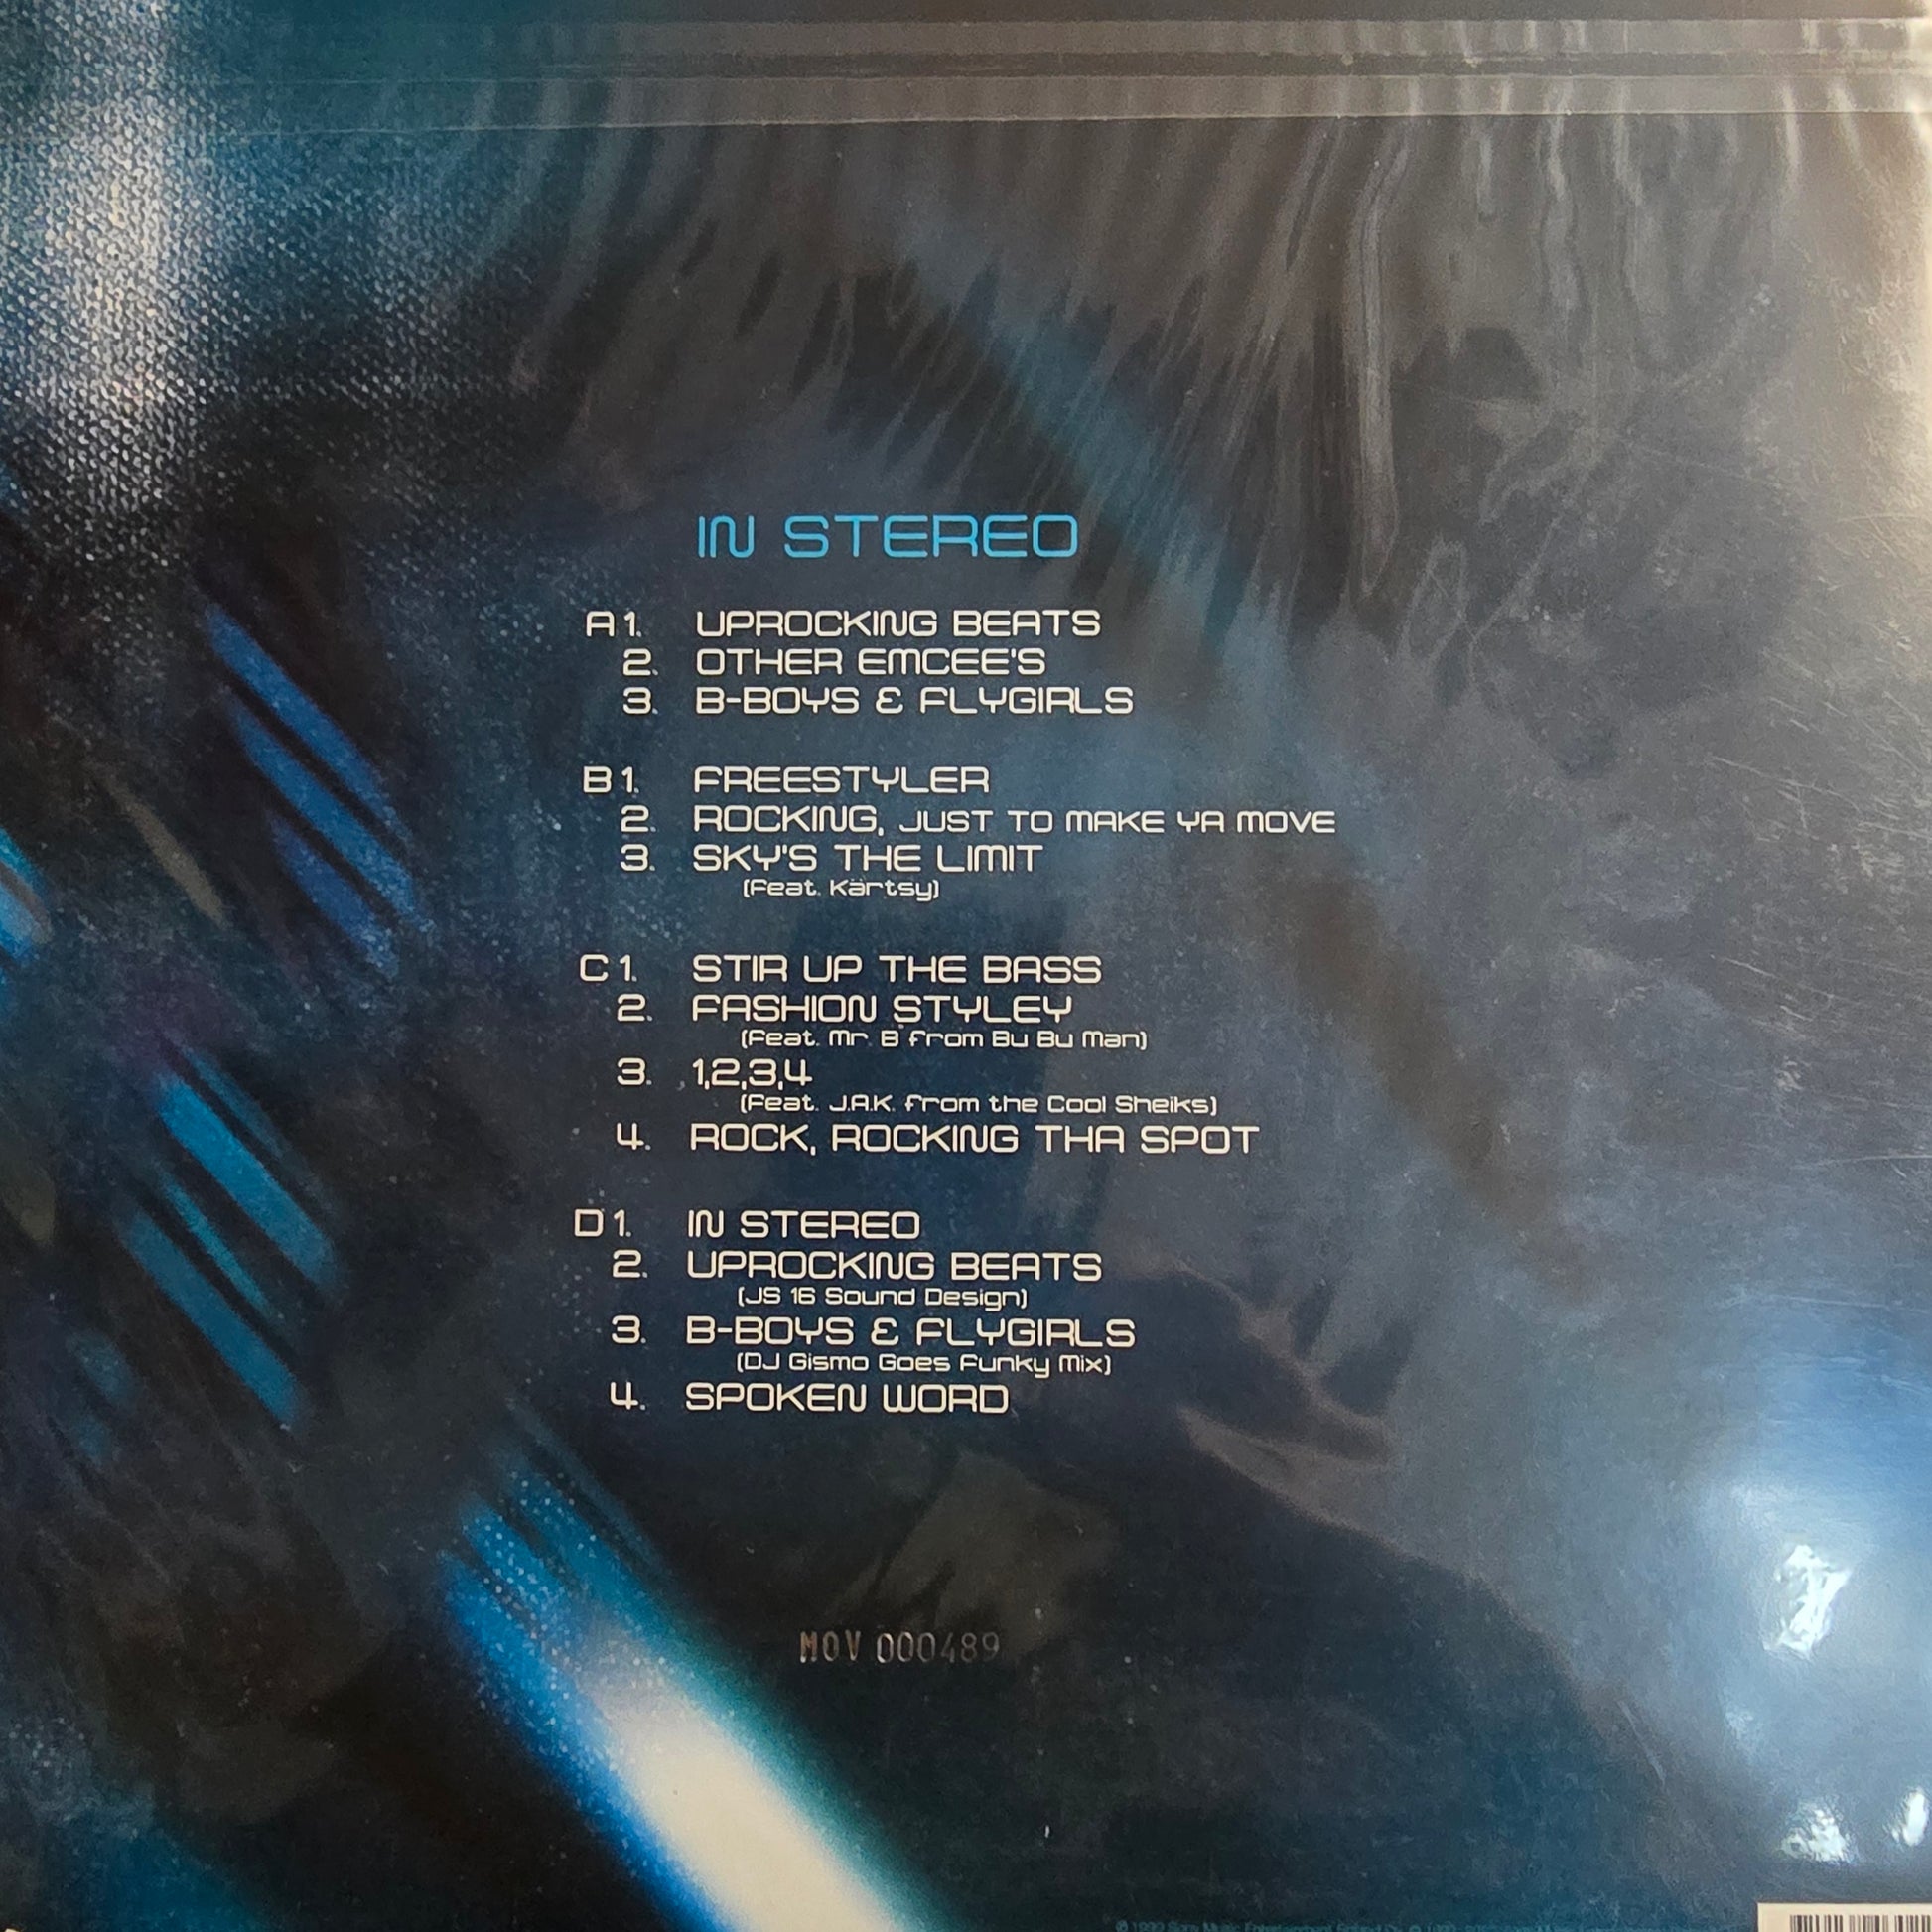 IN STEREO
A 1. UPROCKING BEATS
2. OTHER EMCEE'S
3. B-BOYS & FLYGIRLS
B 1. FREESTYLER
2. ROCKING, JUST TO MAKE YA MOVE
3. SKY'S THE LIMIT
(Feat. Kärtsy)
C 1. STIR UP THE BASS
2. FASHION STYLEY
(Feat. Mr. B from Bu Bu Man)
3. 1,2,3,4
(Feat. J.A.K. from the Cool Sheiks)
4. ROCK, ROCKING THA SPOT
D 1. IN STEREO
2. UPROCKING BEATS
(JS 16 Sound Design)
3. B-BOYS & FLYGIRLS
(DJ Gismo Goes Funky Mix)
4. SPOKEN WORD
MOV 000489
℗ 1999 Sony Music Entertainment